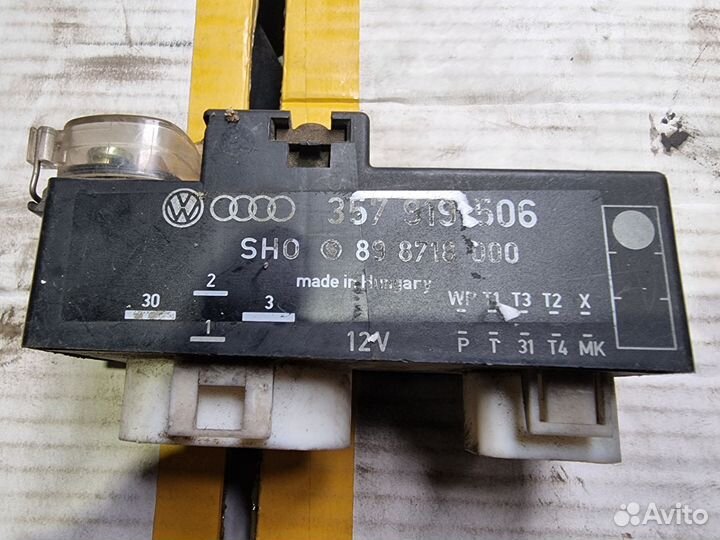 357 919 506
SHO 89 8718 000
made in Hungary
2
30
3
1
12V
WP T1 T3 T2 X
P T 31 T4 MK
Avito